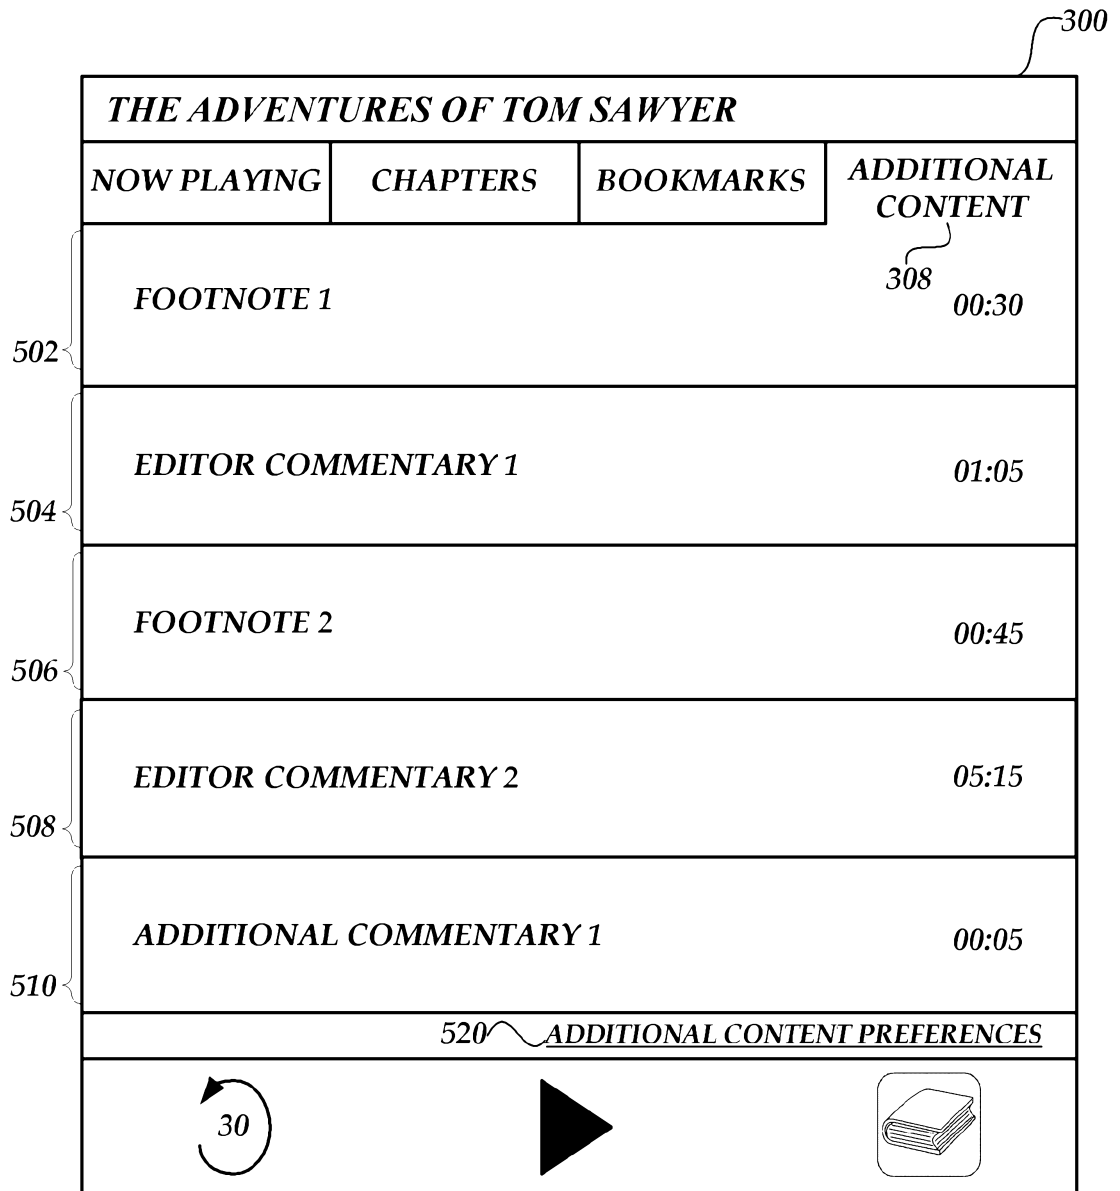 300
THE ADVENTURES OF TOM SAWYER
NOW PLAYING
CHAPTERS
BOOKMARKS
ADDITIONAL
CONTENT
308
FOOTNOTE 1
00:30
502
EDITOR COMMENTARY 1
01:05
504
FOOTNOTE 2
00:45
506
EDITOR COMMENTARY 2
05:15
508
ADDITIONAL COMMENTARY 1
00:05
510
520
ADDITIONAL CONTENT PREFERENCES
30